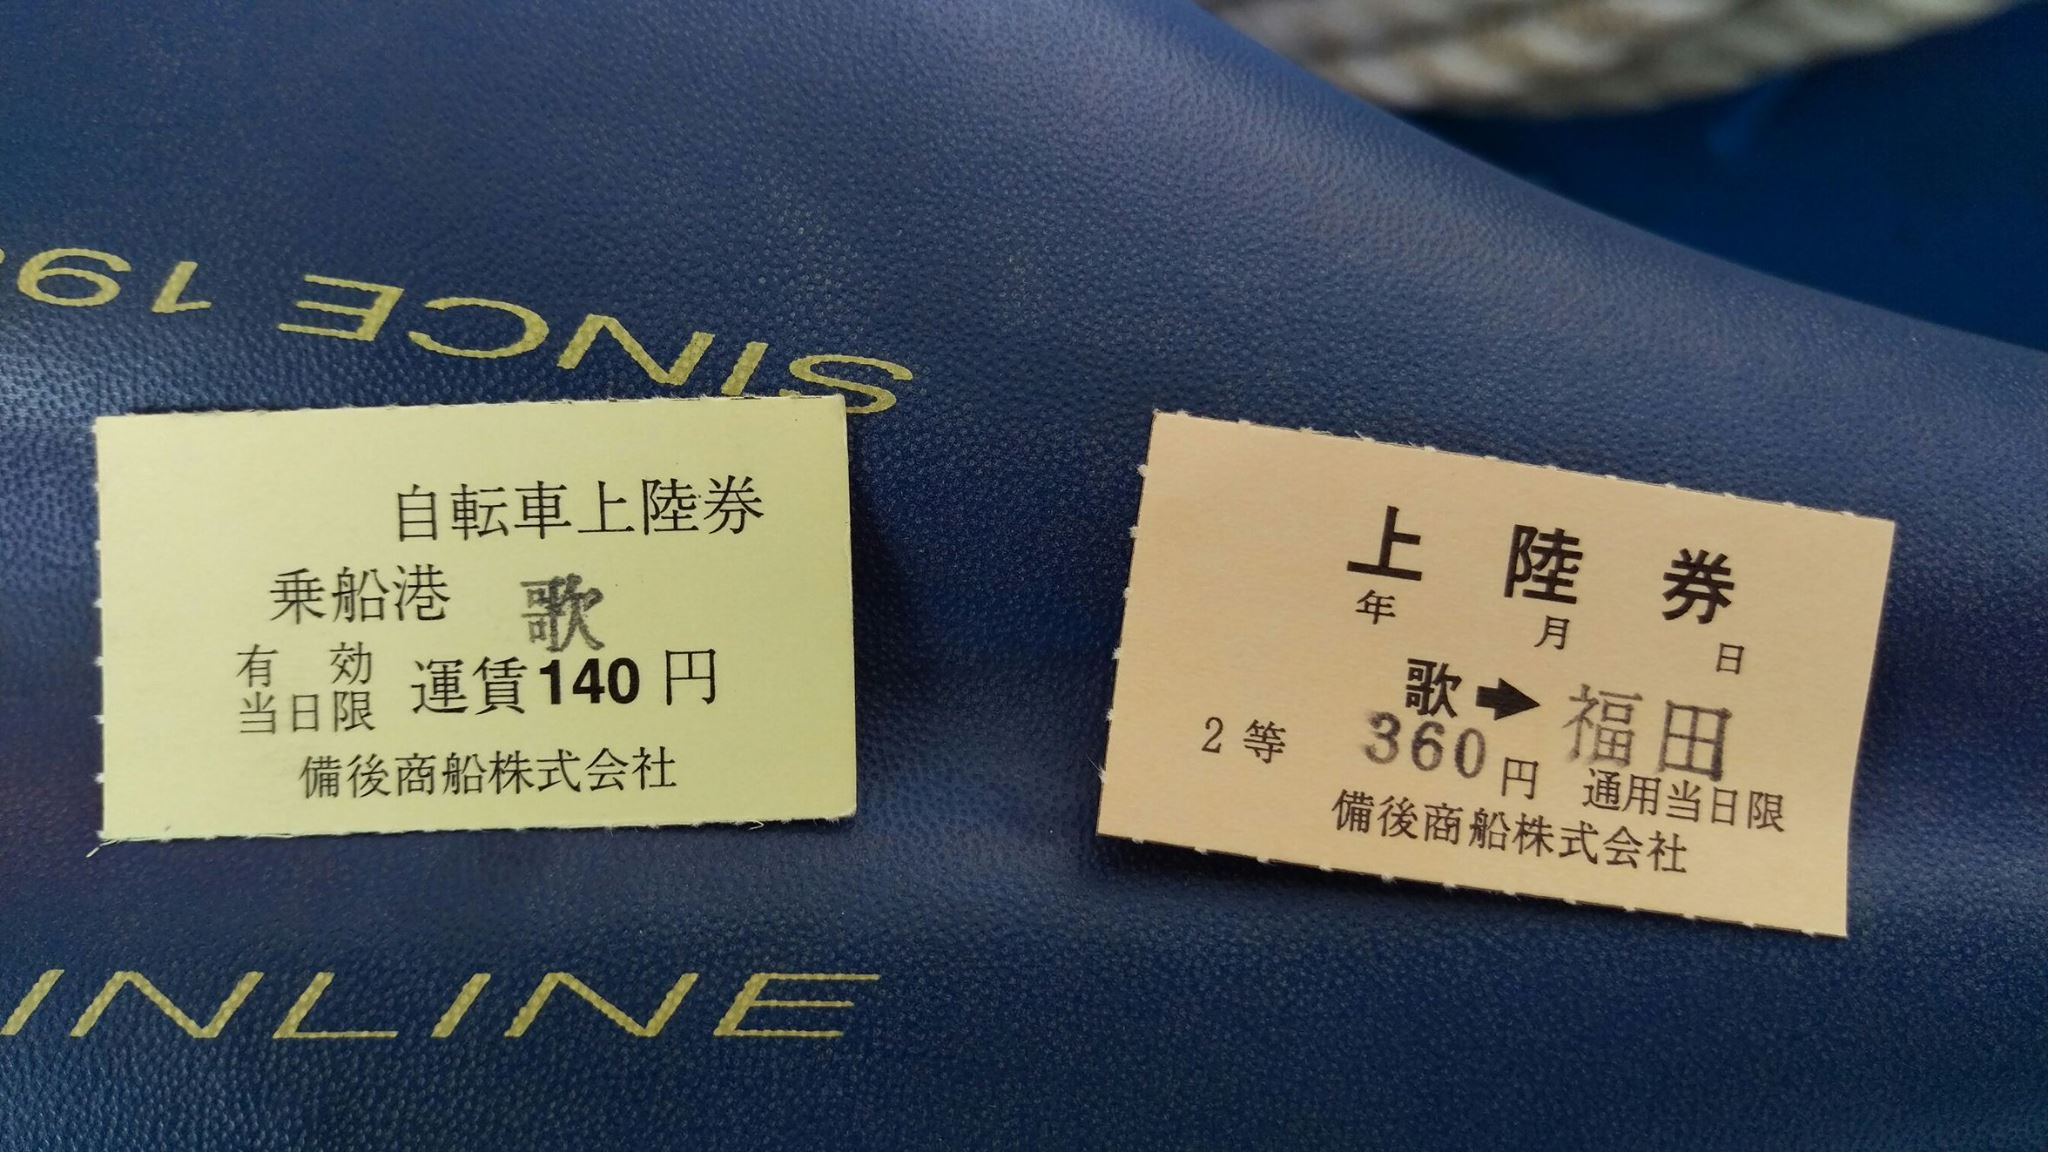 SINCE 19
自転車上陸券
乗船港 歌
有効
当日限
運賃140円
備後商船株式会社
上陸券
年 月 日
歌➡福田
2等 360円 通用当日限
備後商船株式会社
INLINE